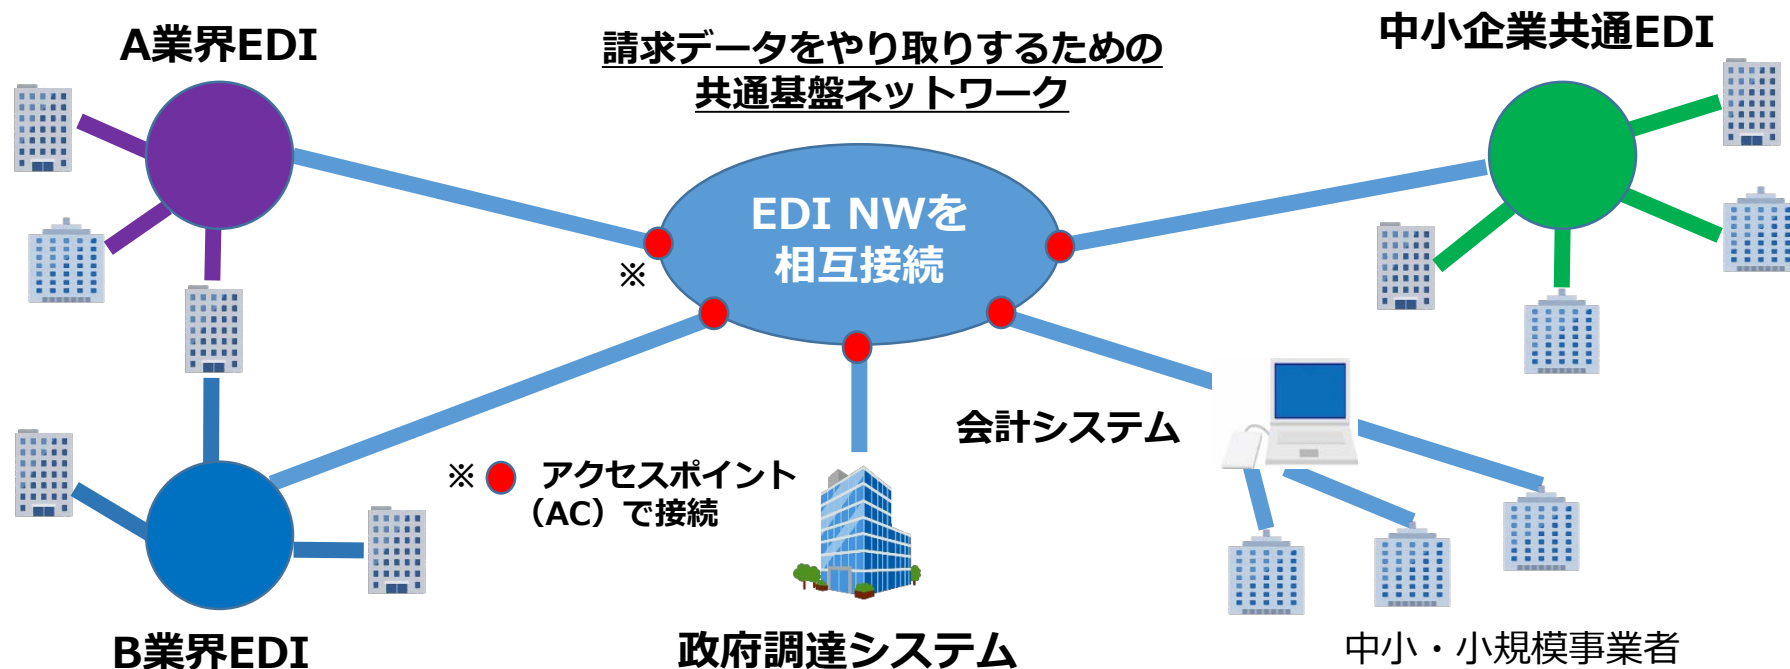 A業界EDI
請求データをやり取りするための
共通基盤ネットワーク
中小企業共通EDI
EDI NWを
相互接続
※
会計システム
※ アクセスポイント
（AC）で接続
B業界EDI
政府調達システム
中小・小規模事業者